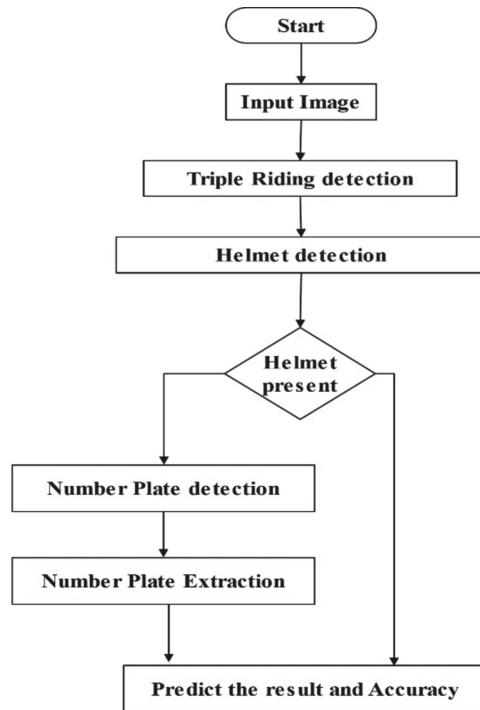 Start
Input Image
Triple Riding detection
Helmet detection
Helmet
present
Number Plate detection
Number Plate Extraction
Predict the result and Accuracy